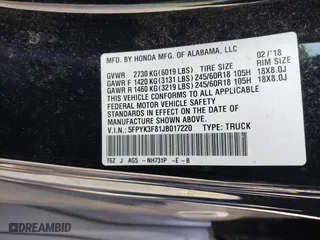 MFD. BY HONDA MFG. OF ALABAMA, LLC 02/'18
GVWR 2730 KG(6019 LBS) TIRE SIZE RIM SIZE
GAWR F 1420 KG(3131 LBS) 245/60R18 105H 18X8.0J
GAWR R 1460 KG(3219 LBS) 245/60R18 105H 18X8.0J
THIS VEHICLE CONFORMS TO ALL APPLICABLE
FEDERAL MOTOR VEHICLE SAFETY STANDARDS
IN EFFECT ON THE DATE OF MANUFACTURE
SHOWN ABOVE.
V.I.N.: 5FPYK3F81JB017220 TYPE: TRUCK
T6Z J AG5 -NH731P -E-B
DREAMBID